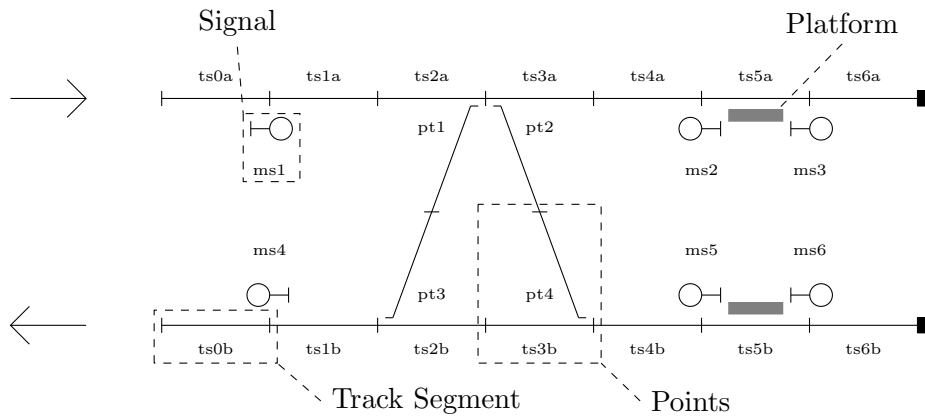 Signal
Platform
ts0a ts1a ts2a ts3a ts4a ts5a ts6a
pt1 pt2
ms1 ms2 ms3
ms4 ms5 ms6
pt3 pt4
ts0b ts1b ts2b ts3b ts4b ts5b ts6b
Track Segment
Points